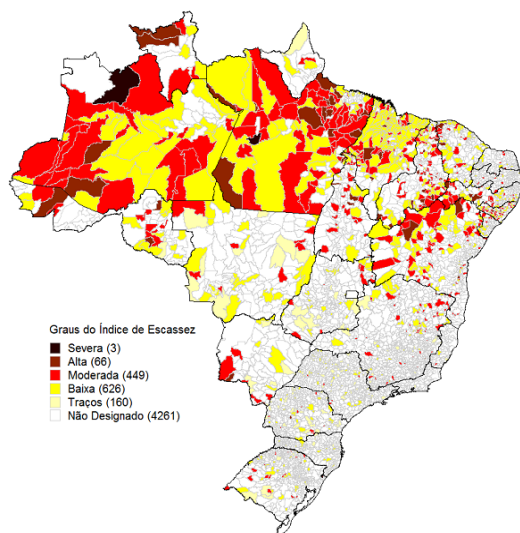 Graus do Índice de Escassez
Severa (3)
Alta (66)
Moderada (449)
Baixa (626)
Traços (160)
Não Designado (4261)